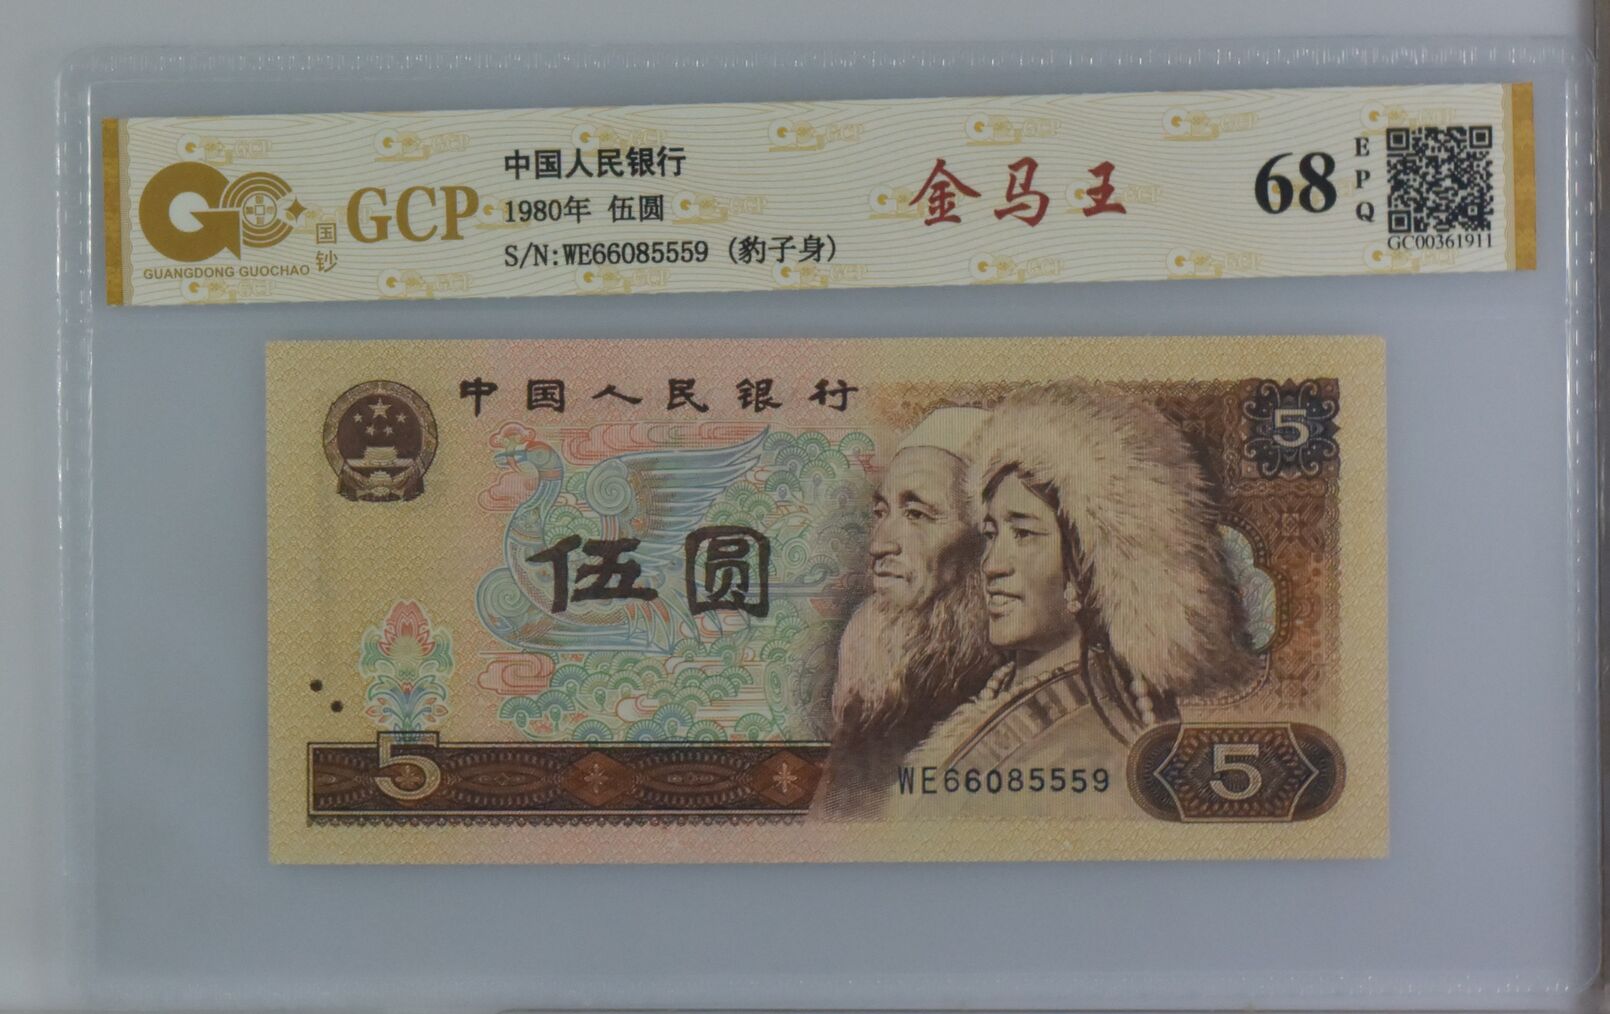 GCP
国钞
GUANGDONG GUOCHAO
中国人民银行
1980年 伍圆
S/N:WE66085559 (豹子身)
金马王
68
EPQ
GC00361911
中国人民银行
5
伍圆
5
WE66085559
5